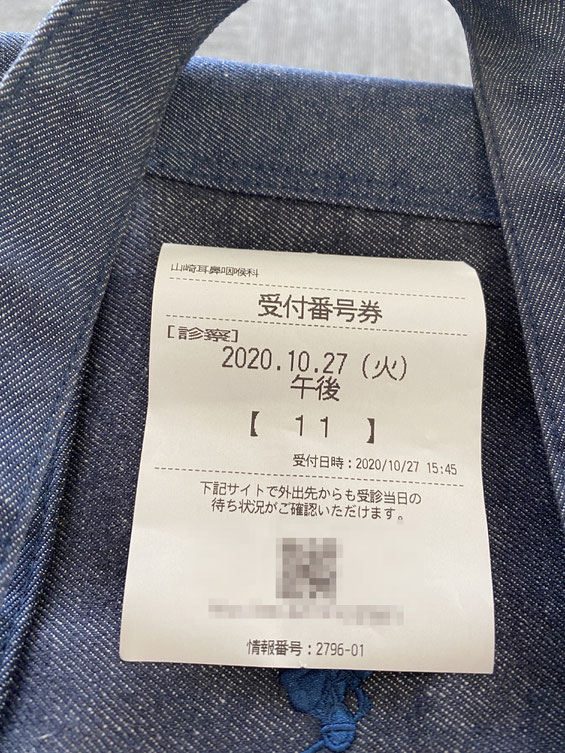 山崎耳鼻咽喉科
受付番号券
[診察]
2020.10.27 (火)
午後
【 11 】
受付日時:2020/10/27 15:45
下記サイトで外出先からも受診当日の
待ち状況がご確認いただけます。
情報番号:2796-01